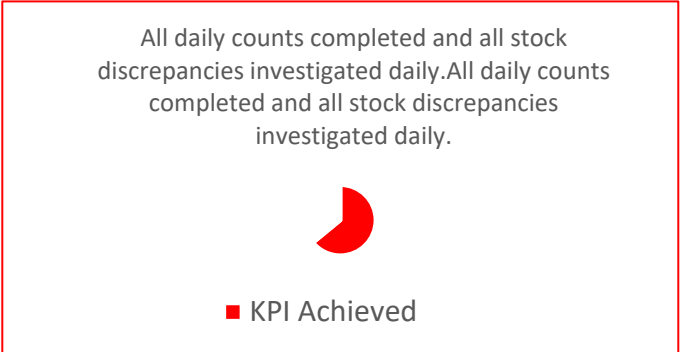 All daily counts completed and all stock
discrepancies investigated daily.All daily counts
completed and all stock discrepancies
investigated daily.
KPI Achieved